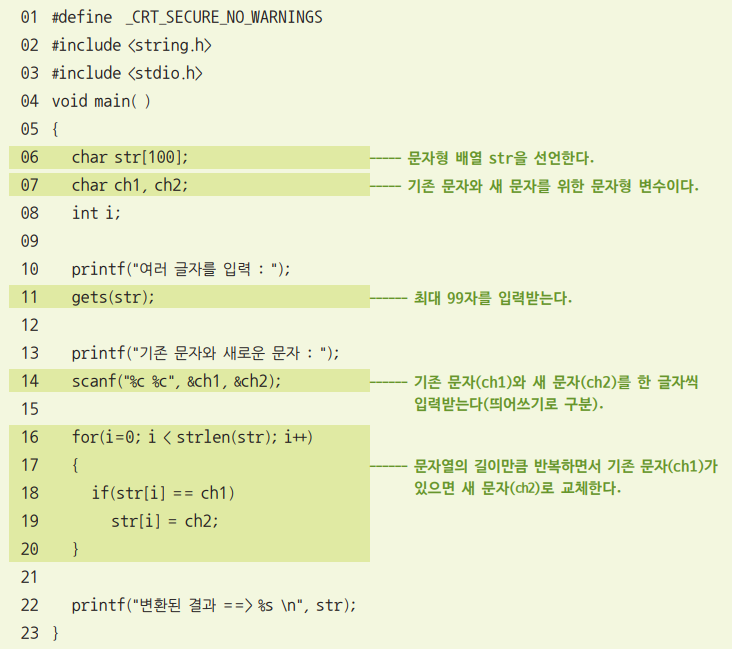 01 #define _CRT_SECURE_NO_WARNINGS
02 #include <string.h>
03 #include <stdio.h>
04 void main( )
05 {
06 char str[100]; ----- 문자형 배열 str을 선언한다.
07 char ch1, ch2; ----- 기존 문자와 새 문자를 위한 문자형 변수이다.
08 int i;
09
10 printf("여러 글자를 입력 : ");
11 gets(str); ------ 최대 99자를 입력받는다.
12
13 printf("기존 문자와 새로운 문자 : ");
14 scanf("%c %c", &ch1, &ch2); ------ 기존 문자(ch1)와 새 문자(ch2)를 한 글자씩
입력받는다(띄어쓰기로 구분).
15
16 for(i=0; i < strlen(str); i++)
17 { ------ 문자열의 길이만큼 반복하면서 기존 문자(ch1)가
있으면 새 문자(ch2)로 교체한다.
18 if(str[i] == ch1)
19 str[i] = ch2;
20 }
21
22 printf("변환된 결과 ==> %s \n", str);
23 }